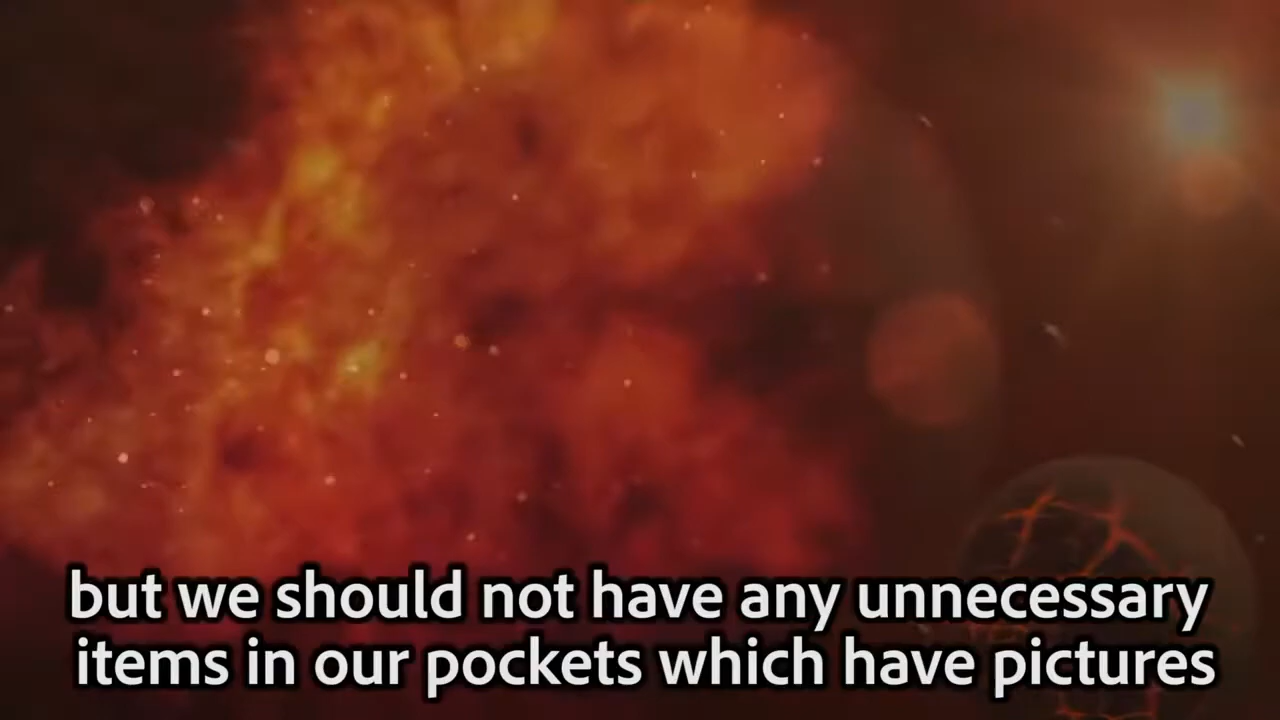 but we should not have any unnecessary
items in our pockets which have pictures